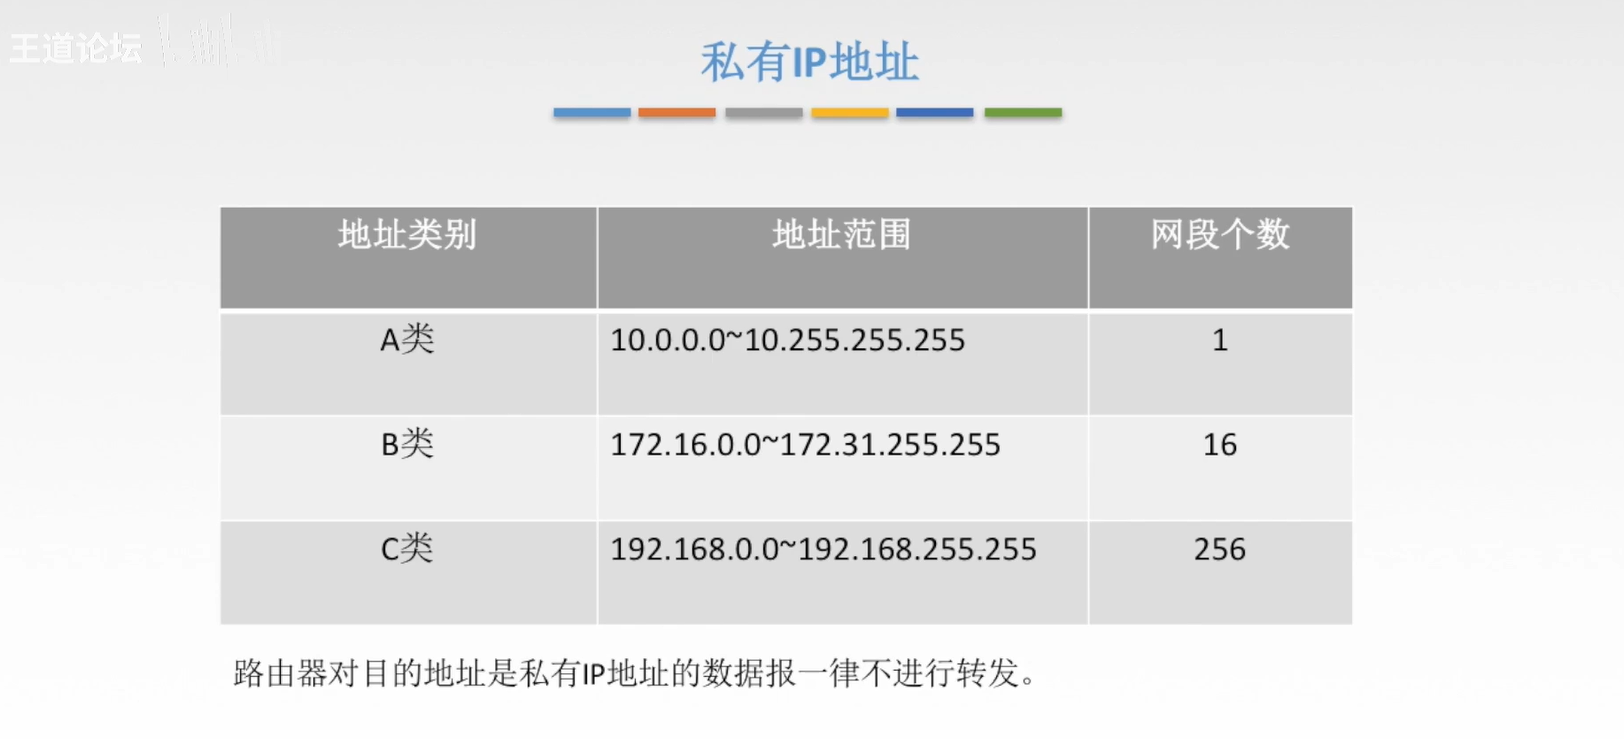 王道论坛
私有IP地址
地址类别 地址范围 网段个数
A类 10.0.0.0~10.255.255.255 1
B类 172.16.0.0~172.31.255.255 16
C类 192.168.0.0~192.168.255.255 256
路由器对目的地址是私有IP地址的数据报一律不进行转发。